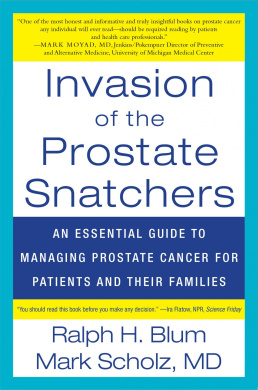 "One of the most honest and informative and truly insightful books on prostate cancer
any individual will ever read—should be required reading by patients
and health care professionals."
—MARK MOYAD, MD, Jenkins/Pokempner Director of Preventive
and Alternative Medicine, University of Michigan Medical Center
Invasion
of the
Prostate
Snatchers
AN ESSENTIAL GUIDE TO
MANAGING PROSTATE CANCER FOR
PATIENTS AND THEIR FAMILIES
"You should read this book before you make any decision." —Ira Flatow, NPR, Science Friday
Ralph H. Blum
Mark Scholz, MD